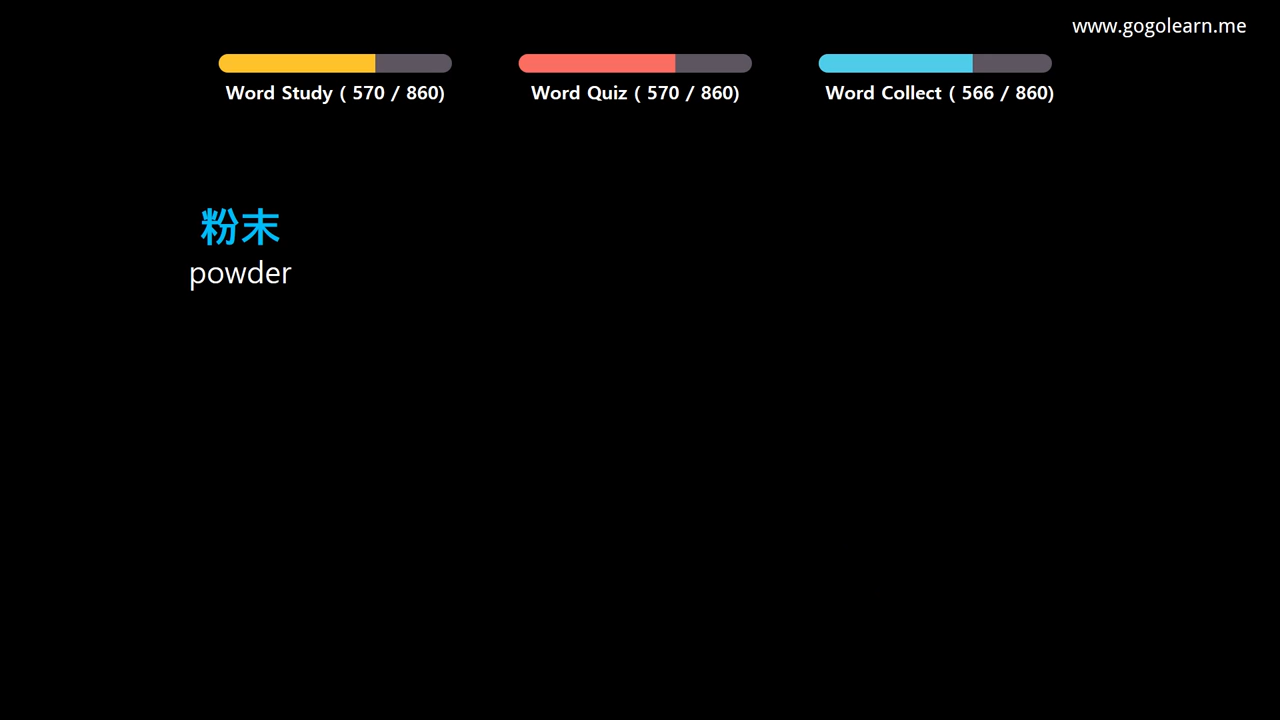 www.gogolearn.me
Word Study ( 570 / 860)
Word Quiz ( 570 / 860)
Word Collect ( 566 / 860)
粉末
powder